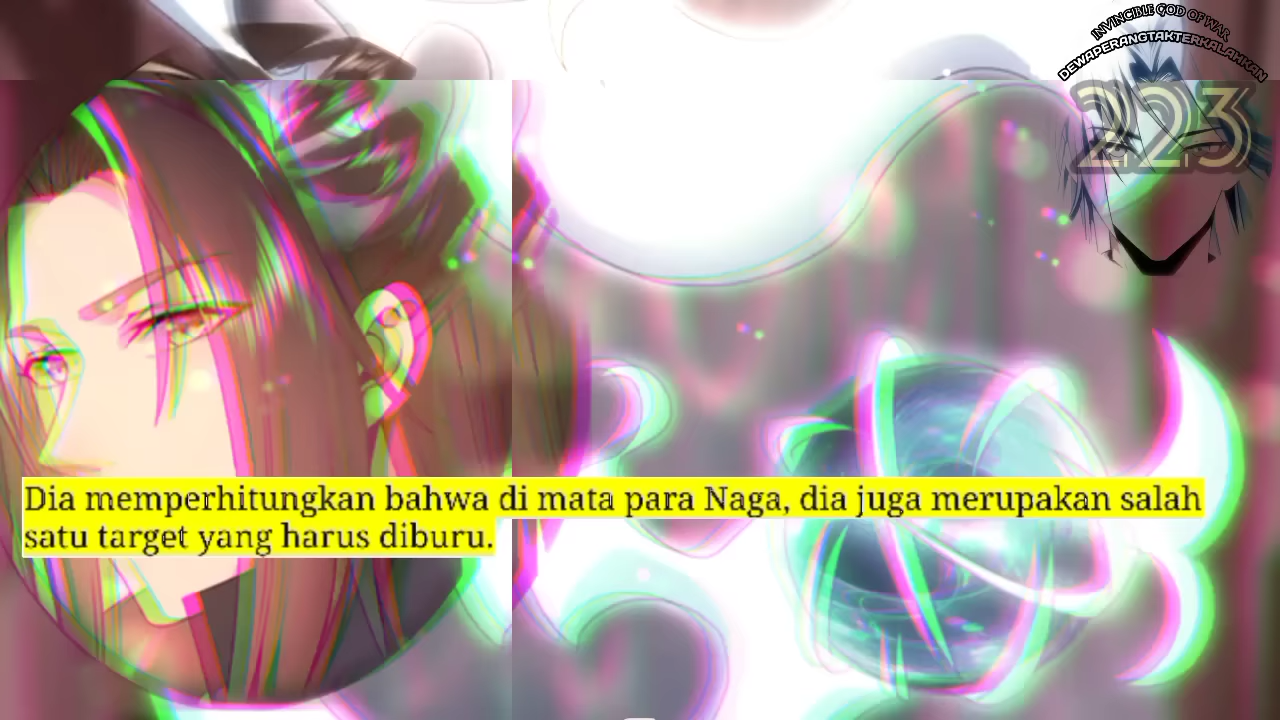 INVINCIBLE GOD OF WAR
DEWAPERANGTAKTERKALAHKAN
223
Dia memperhitungkan bahwa di mata para Naga, dia juga merupakan salah
satu target yang harus diburu.